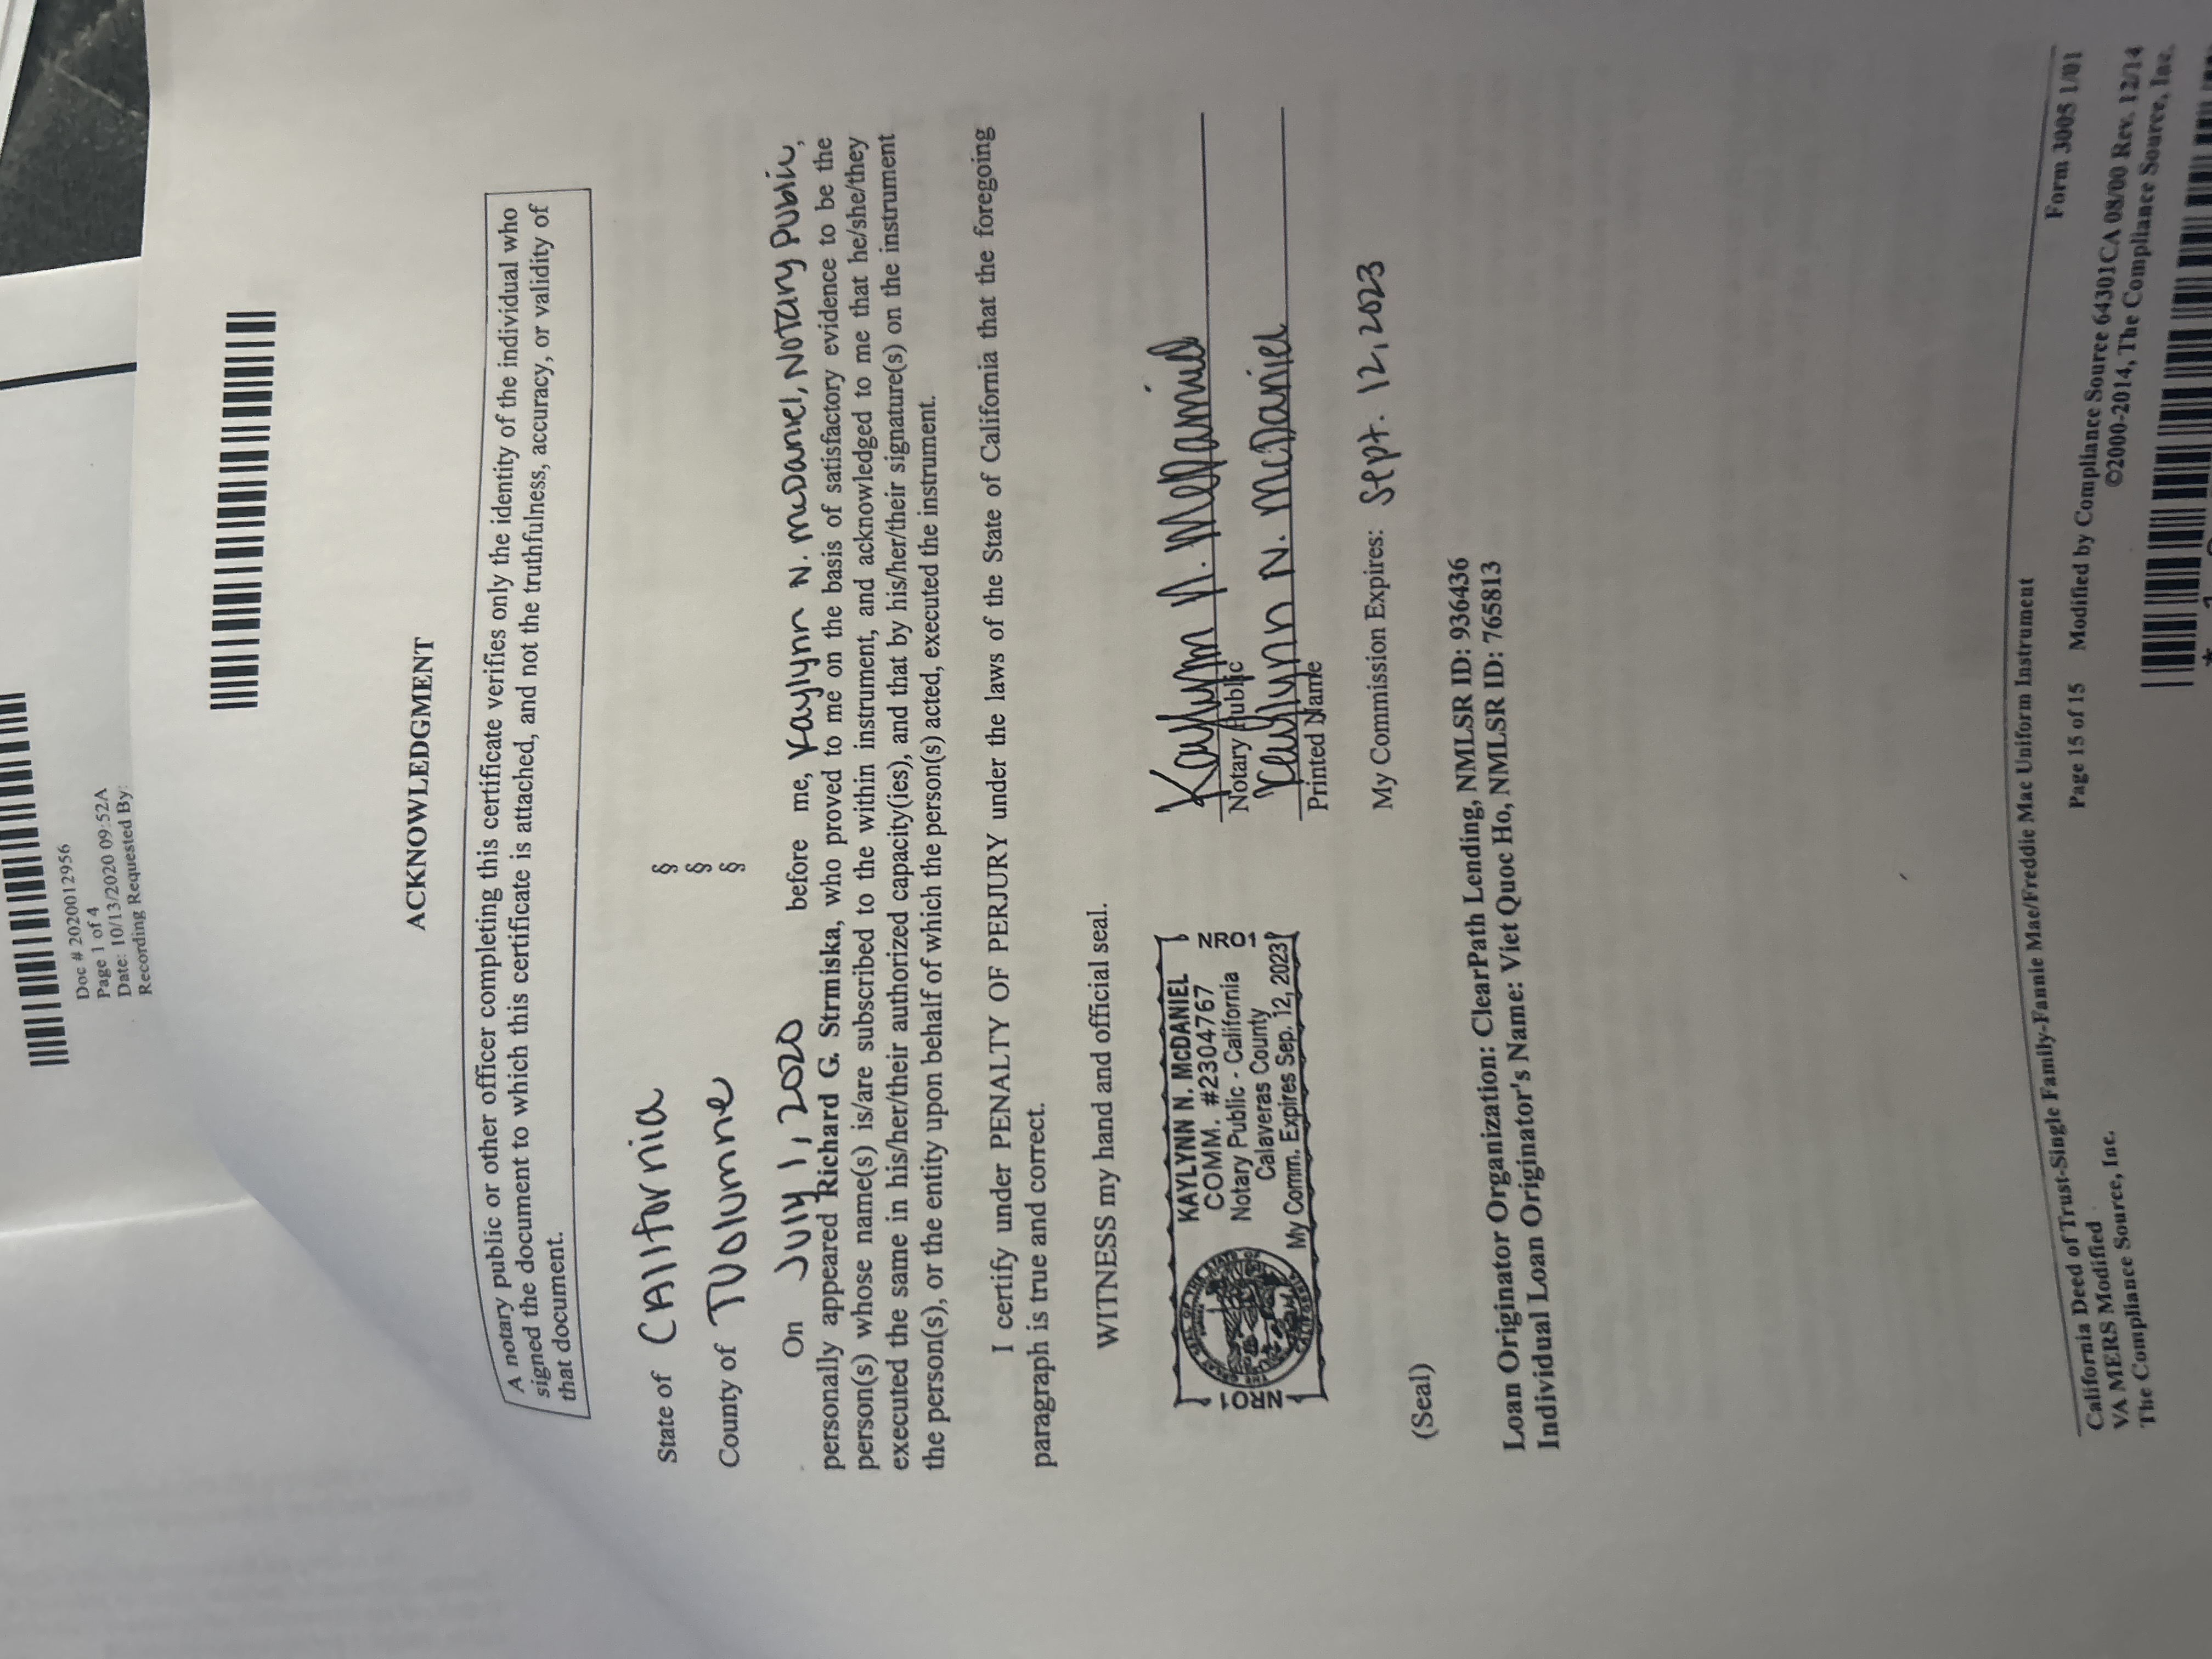 Doc # 2020012956
Page 1 of 4
Date: 10/13/2020 09:52A
Recording Requested By:
ACKNOWLEDGMENT
A notary public or other officer completing this certificate verifies only the identity of the individual who
signed the document to which this certificate is attached, and not the truthfulness, accuracy, or validity of
that document.
State of CAlifornia §
§
County of TUolumne §
On July 1, 2020 before me, Kaylynn N. McDaniel, Notary Public,
personally appeared Richard G. Strmiska, who proved to me on the basis of satisfactory evidence to be the
person(s) whose name(s) is/are subscribed to the within instrument, and acknowledged to me that he/she/they
executed the same in his/her/their authorized capacity(ies), and that by his/her/their signature(s) on the instrument
the person(s), or the entity upon behalf of which the person(s) acted, executed the instrument.
I certify under PENALTY OF PERJURY under the laws of the State of California that the foregoing
paragraph is true and correct.
WITNESS my hand and official seal.
NRO1
KAYLYNN N. McDANIEL
COMM. #2304767
Notary Public - California
Calaveras County
My Comm. Expires Sep. 12, 2023
NRO1
Kaylynn N. McDaniel
Notary Public
Kaylynn N. McDaniel
Printed Name
My Commission Expires: Sept. 12, 2023
(Seal)
Loan Originator Organization: ClearPath Lending, NMLSR ID: 936436
Individual Loan Originator's Name: Viet Quoc Ho, NMLSR ID: 765813
California Deed of Trust-Single Family-Fannie Mae/Freddie Mac Uniform Instrument
Form 3005 1/01
VA MERS Modified
Page 15 of 15 Modified by Compliance Source 64301CA 08/00 Rev. 12/14
The Compliance Source, Inc.
©2000-2014, The Compliance Source, Inc.